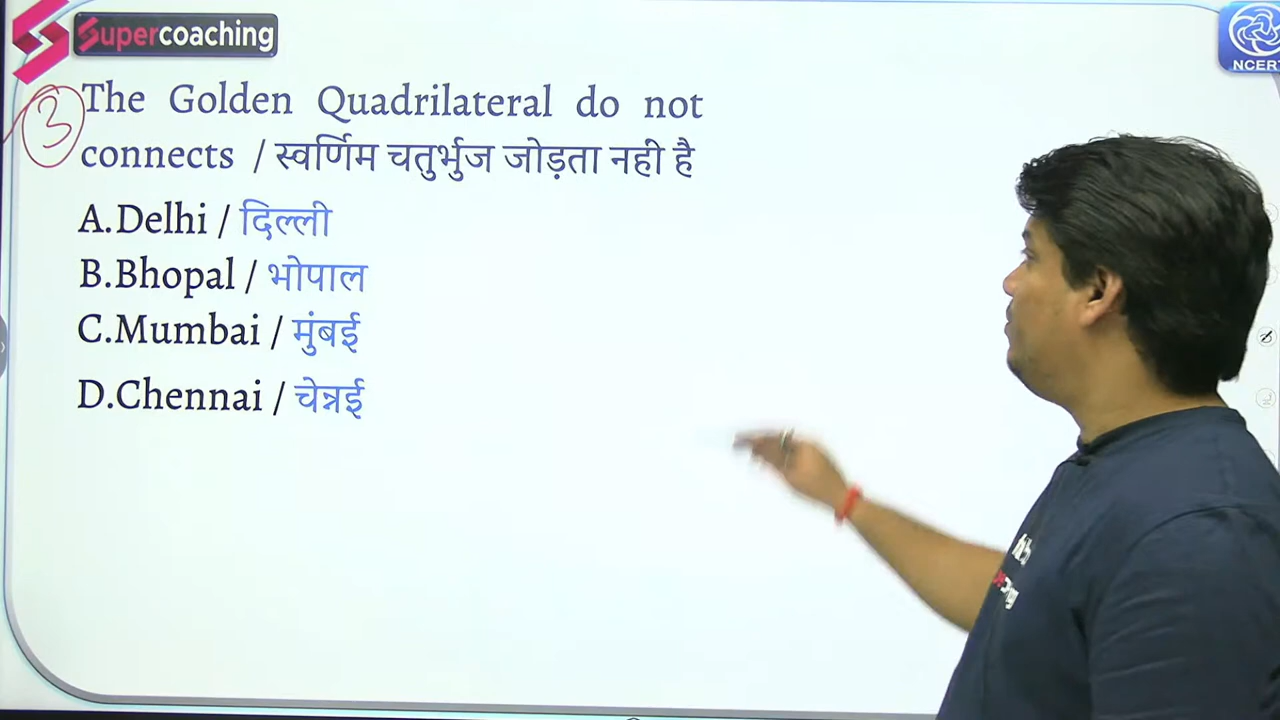 Supercoaching
NCERT
3
The Golden Quadrilateral do not
connects / स्वर्णिम चतुर्भुज जोड़ता नही है
A.Delhi / दिल्ली
B.Bhopal / भोपाल
C.Mumbai / मुंबई
D.Chennai / चेन्नई